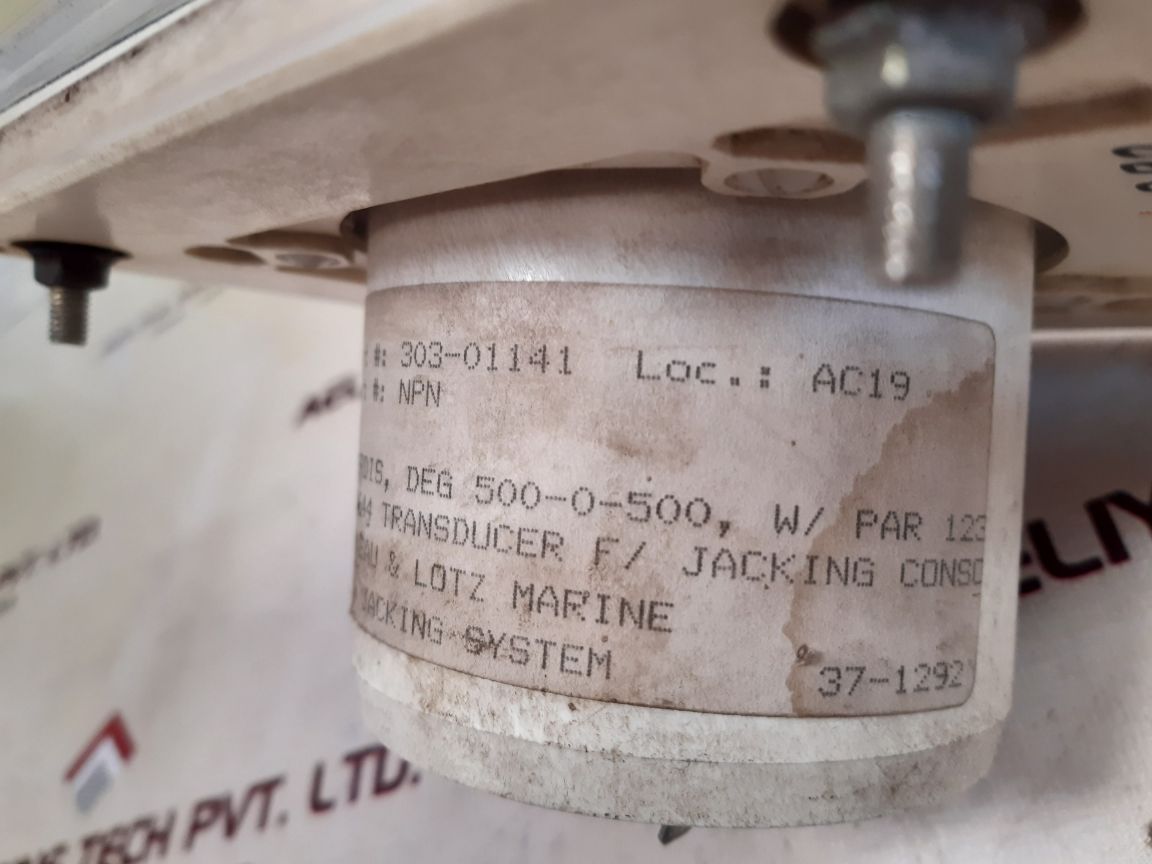 #: 303-01141 Loc.: AC19
#: NPN
DIS, DEG 500-0-500, W/ PAR 123
TRANSDUCER F/ JACKING CONSO
AU & LOTZ MARINE
JACKING SYSTEM
37-1292
TECH PVT. LTD.